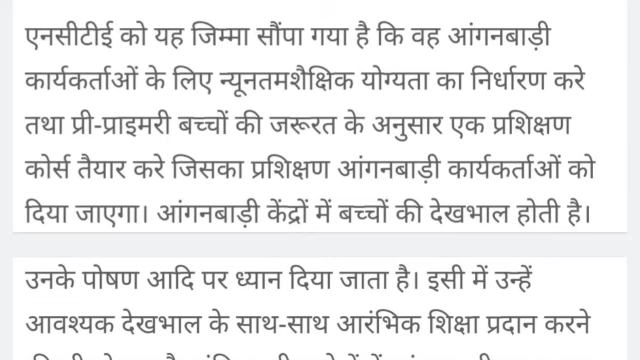 एनसीटीई को यह जिम्मा सौंपा गया है कि वह आंगनबाड़ी
कार्यकर्ताओं के लिए न्यूनतमशैक्षिक योग्यता का निर्धारण करे
तथा प्री-प्राइमरी बच्चों की जरूरत के अनुसार एक प्रशिक्षण
कोर्स तैयार करे जिसका प्रशिक्षण आंगनबाड़ी कार्यकर्ताओं को
दिया जाएगा। आंगनबाड़ी केंद्रों में बच्चों की देखभाल होती है।
उनके पोषण आदि पर ध्यान दिया जाता है। इसी में उन्हें
आवश्यक देखभाल के साथ-साथ आरंभिक शिक्षा प्रदान करने